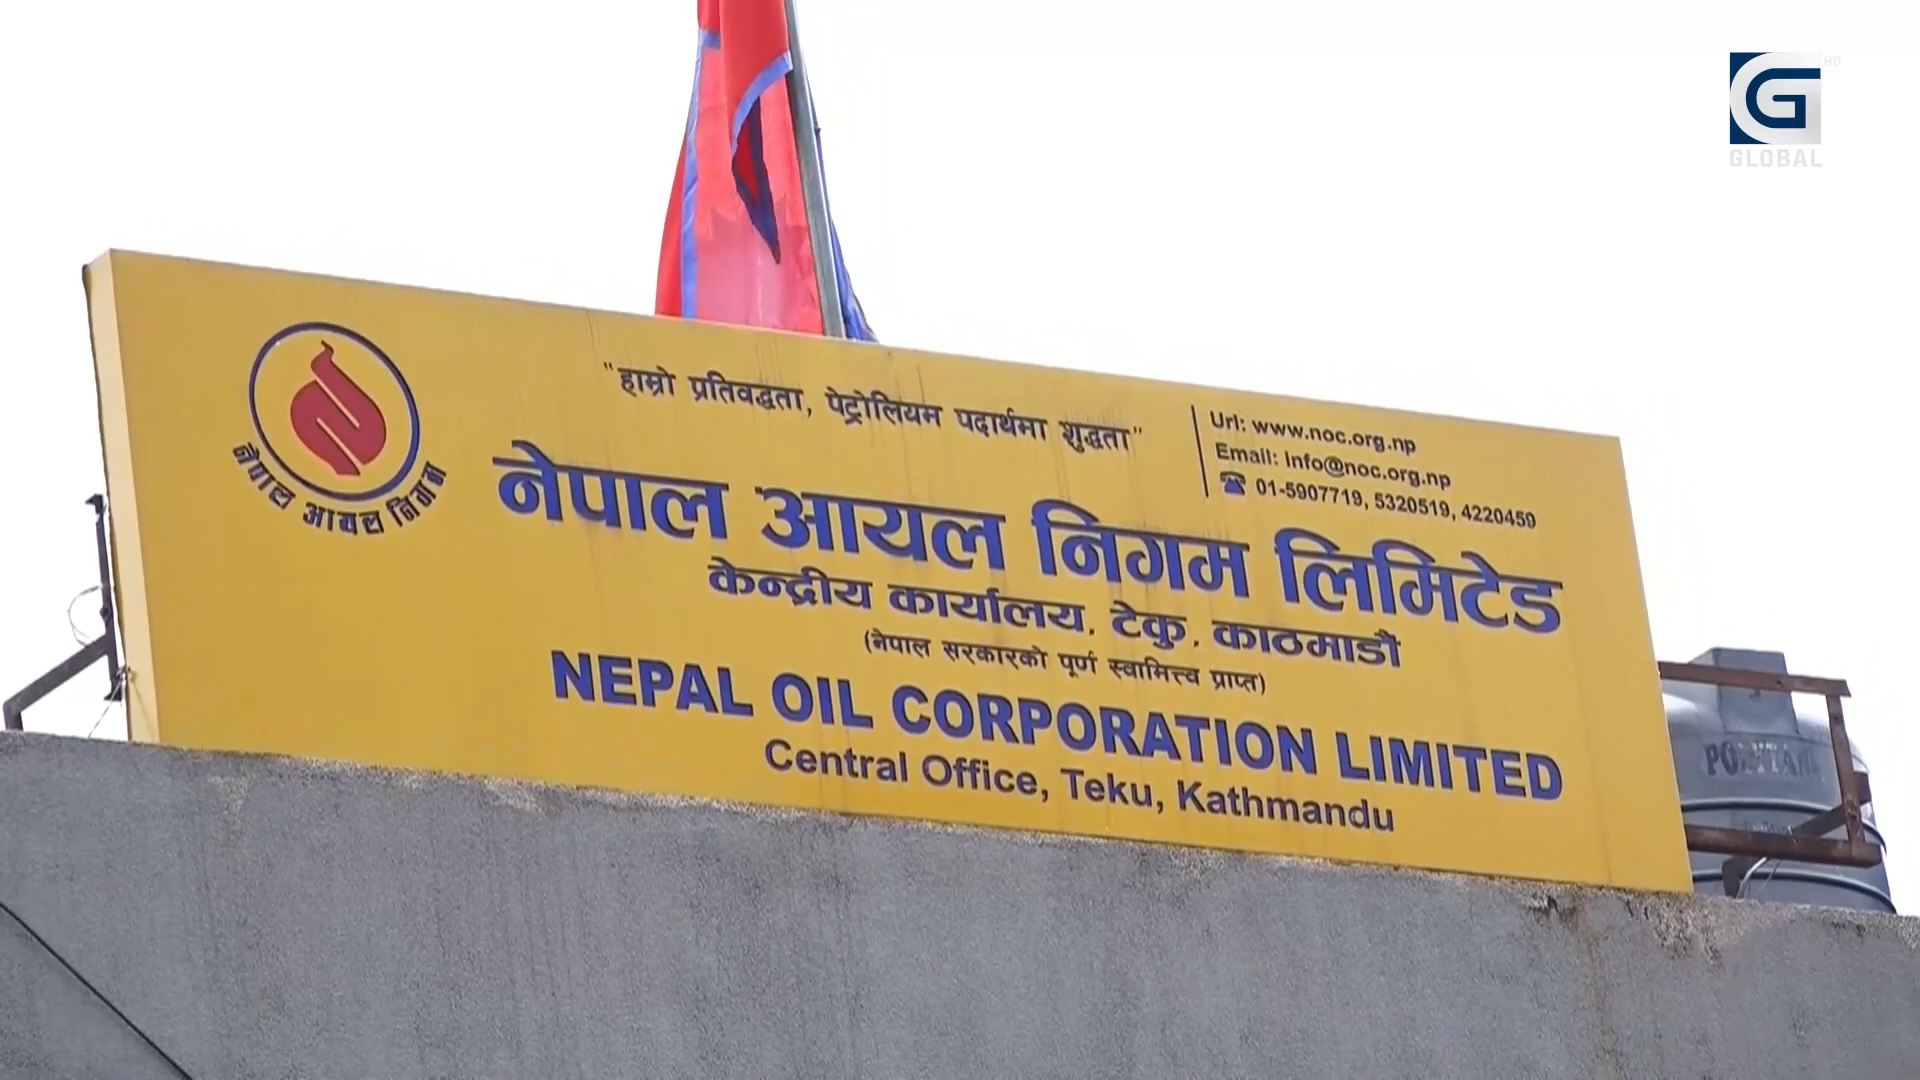 HD
GLOBAL
"हाम्रो प्रतिवद्धता, पेट्रोलियम पदार्थमा शुद्धता"
Url: www.noc.org.np
Email: info@noc.org.np
☎ 01-5907719, 5320519, 4220459
नेपाल आयल निगम
नेपाल आयल निगम लिमिटेड
केन्द्रीय कार्यालय, टेकु, काठमाडौं
(नेपाल सरकारको पूर्ण स्वामित्त्व प्राप्त)
NEPAL OIL CORPORATION LIMITED
Central Office, Teku, Kathmandu